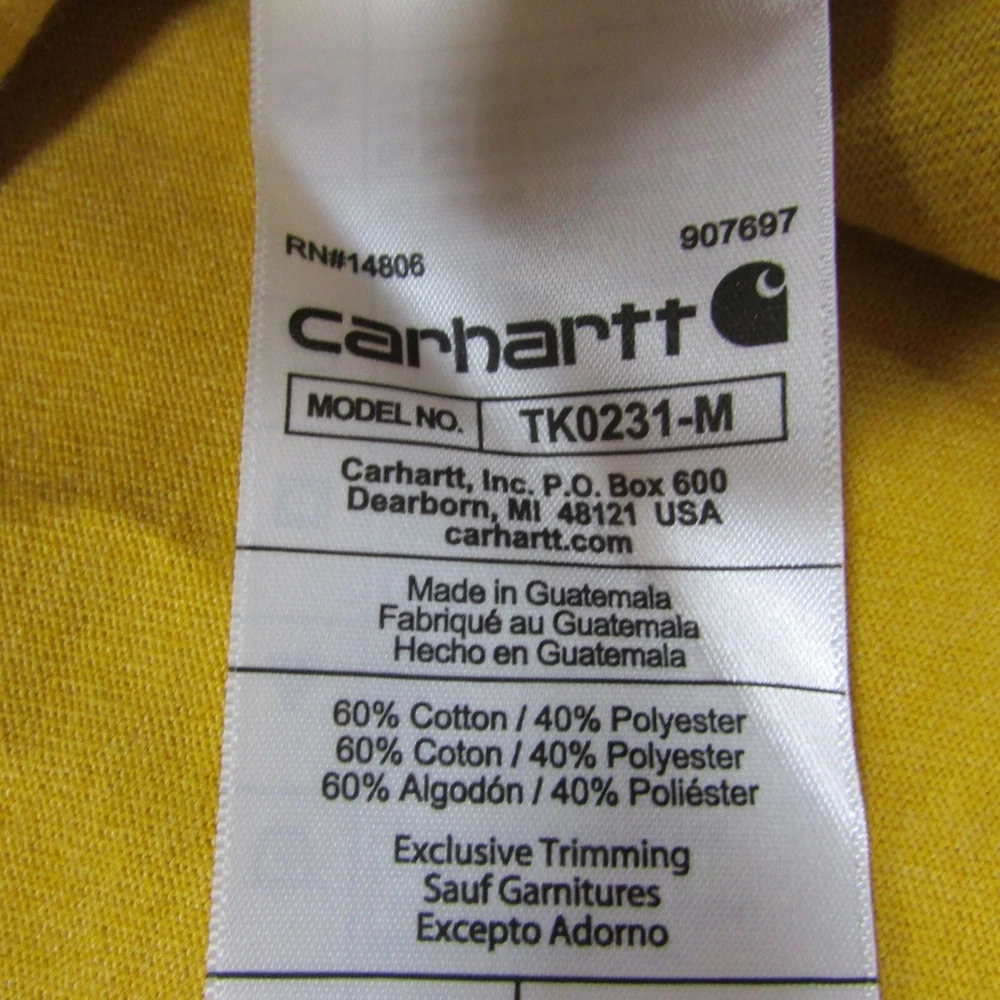 RN#14806 907697
carhartt
MODEL NO. TK0231-M
Carhartt, Inc. P.O. Box 600
Dearborn, MI 48121 USA
carhartt.com
Made in Guatemala
Fabriqué au Guatemala
Hecho en Guatemala
60% Cotton / 40% Polyester
60% Coton / 40% Polyester
60% Algodón / 40% Poliéster
Exclusive Trimming
Sauf Garnitures
Excepto Adorno